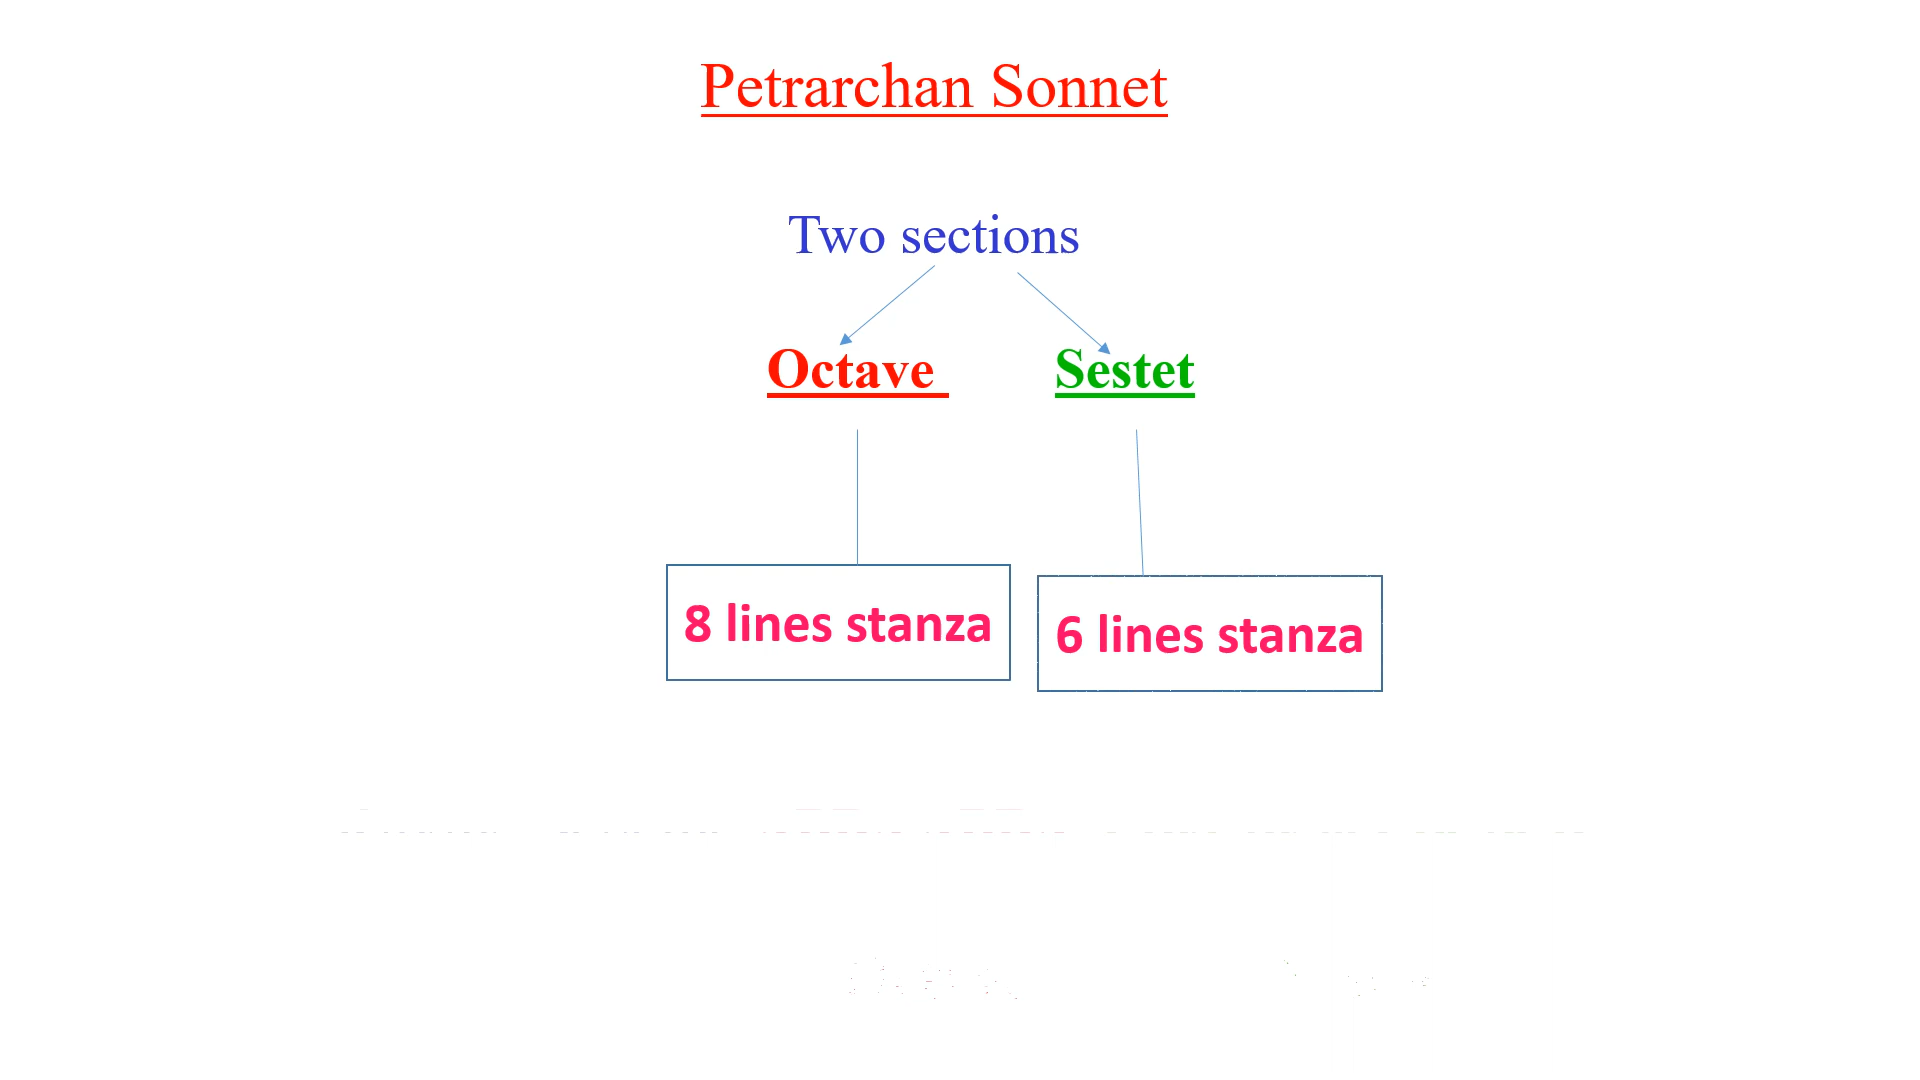 Petrarchan Sonnet
Two sections
Octave
Sestet
8 lines stanza
6 lines stanza